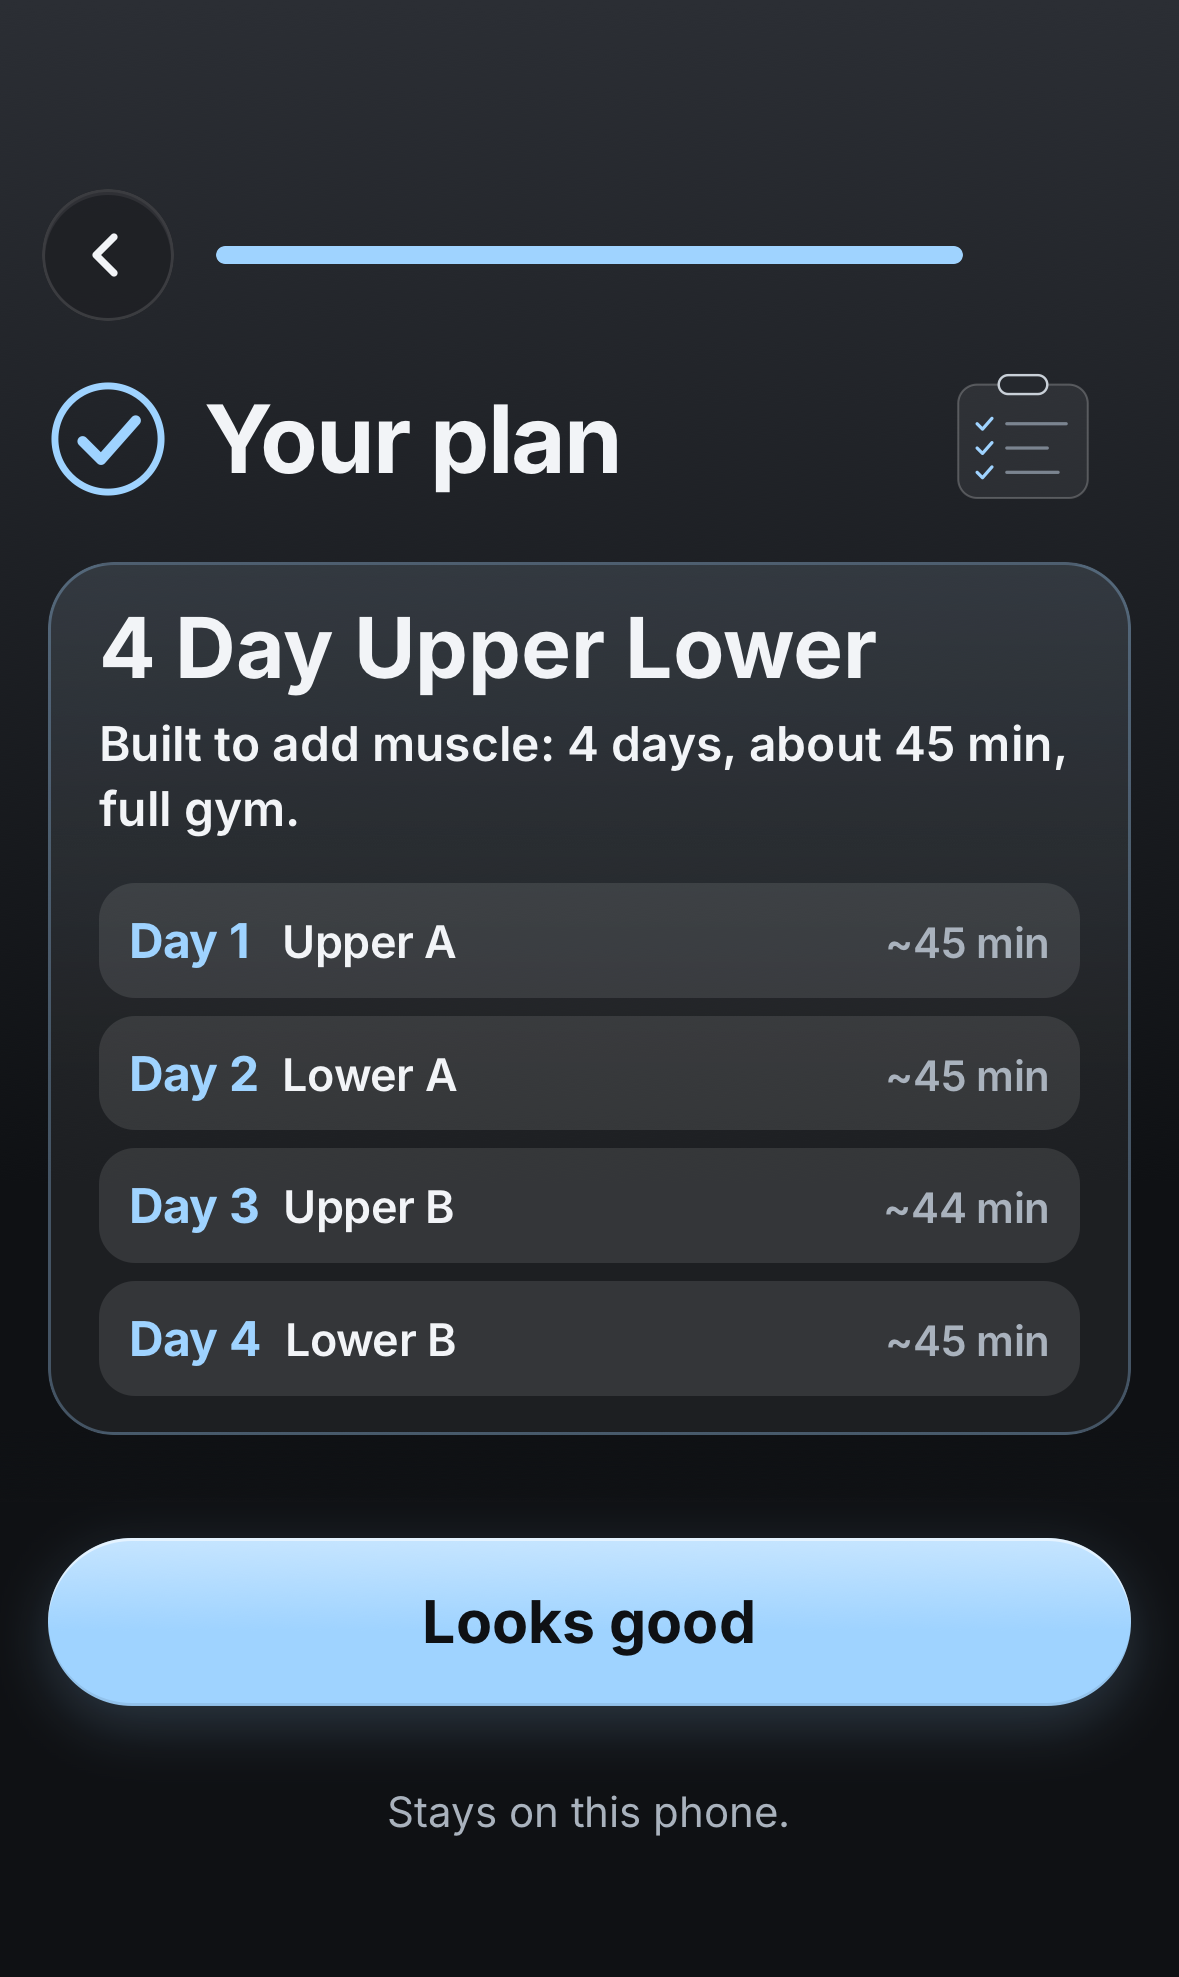 Your plan
4 Day Upper Lower
Built to add muscle: 4 days, about 45 min,
full gym.
Day 1 Upper A ~45 min
Day 2 Lower A ~45 min
Day 3 Upper B ~44 min
Day 4 Lower B ~45 min
Looks good
Stays on this phone.